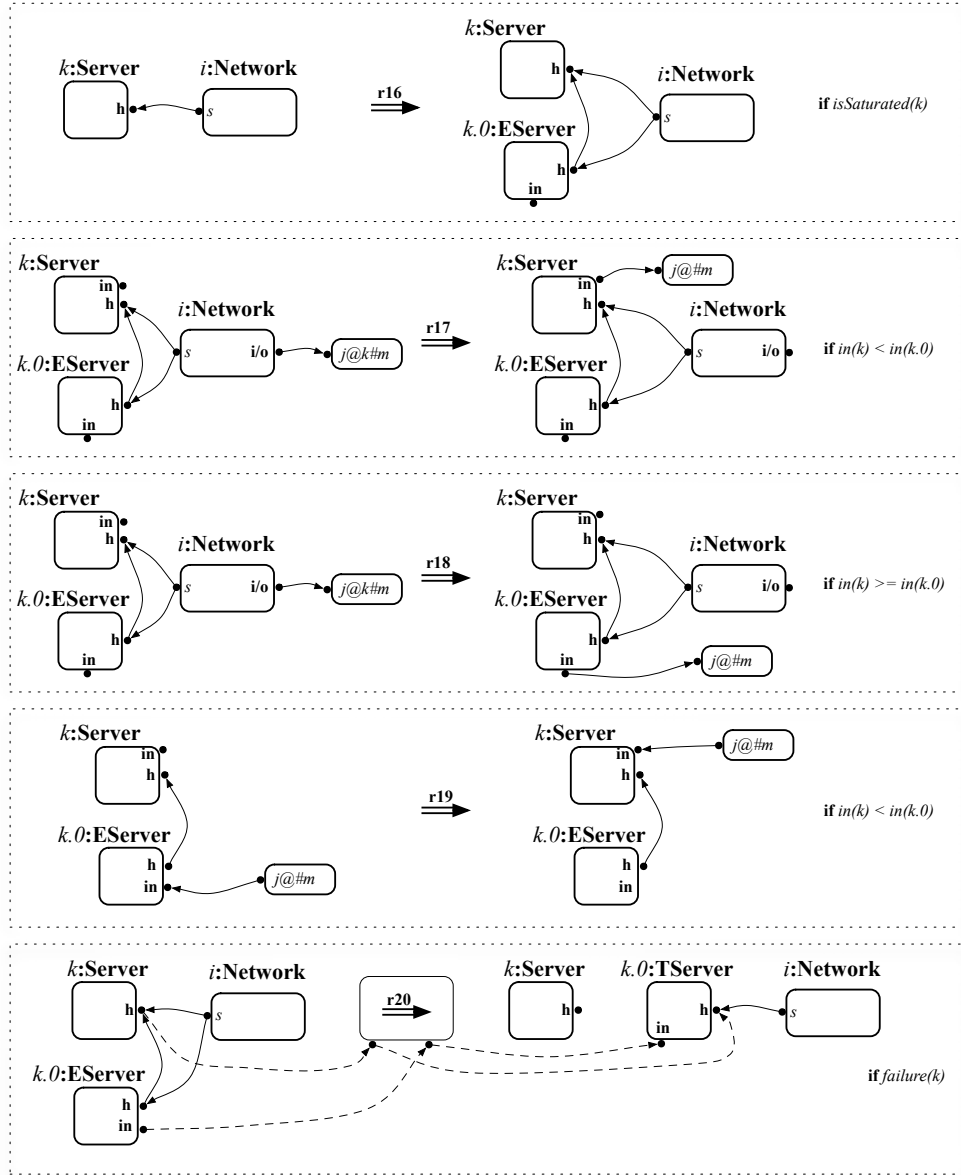 k:Server
k:Server i:Network i:Network
h
h s r16 s if isSaturated(k)
k.0:EServer
h
in
k:Server k:Server
in in j@#m
h i:Network h i:Network
r17
s i/o j@k#m s i/o if in(k) < in(k.0)
k.0:EServer k.0:EServer
h h
in in
k:Server k:Server
in in
h i:Network h i:Network
r18
s i/o j@k#m s i/o if in(k) >= in(k.0)
k.0:EServer k.0:EServer
h h
in in
j@#m
k:Server k:Server
in in j@#m
h h
r19 if in(k) < in(k.0)
k.0:EServer k.0:EServer
h h
in j@#m in
k:Server i:Network k:Server k.0:TServer i:Network
r20
h s h h s
in
k.0:EServer if failure(k)
h
in